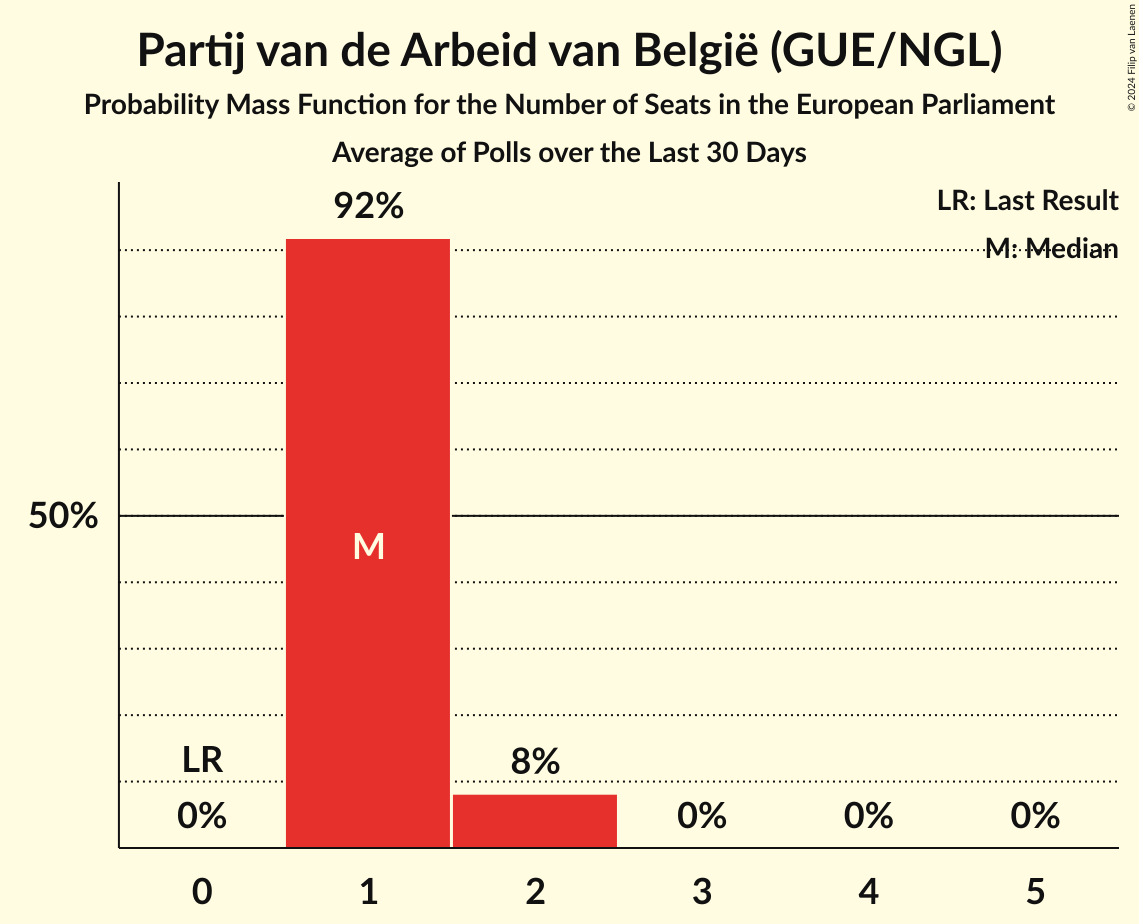 Partij van de Arbeid van België (GUE/NGL)
Probability Mass Function for the Number of Seats in the European Parliament
Average of Polls over the Last 30 Days
© 2024 Filip van Laenen
LR: Last Result
M: Median
92%
50%
M
LR
8%
0%
0%
0%
0%
0
1
2
3
4
5